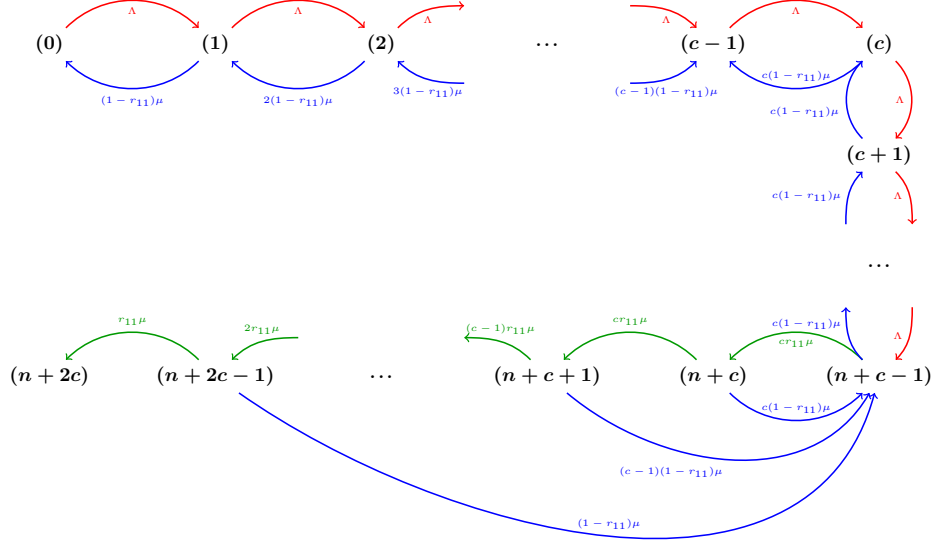 Λ Λ Λ Λ Λ
(0) (1) (2) ... (c − 1) (c)
(1 − r₁₁)μ 2(1 − r₁₁)μ 3(1 − r₁₁)μ (c − 1)(1 − r₁₁)μ c(1 − r₁₁)μ
c(1 − r₁₁)μ Λ
(c + 1)
c(1 − r₁₁)μ Λ
...
r₁₁μ 2r₁₁μ (c − 1)r₁₁μ cr₁₁μ c(1 − r₁₁)μ Λ
cr₁₁μ
(n + 2c) (n + 2c − 1) ... (n + c + 1) (n + c) (n + c − 1)
c(1 − r₁₁)μ
(c − 1)(1 − r₁₁)μ
(1 − r₁₁)μ